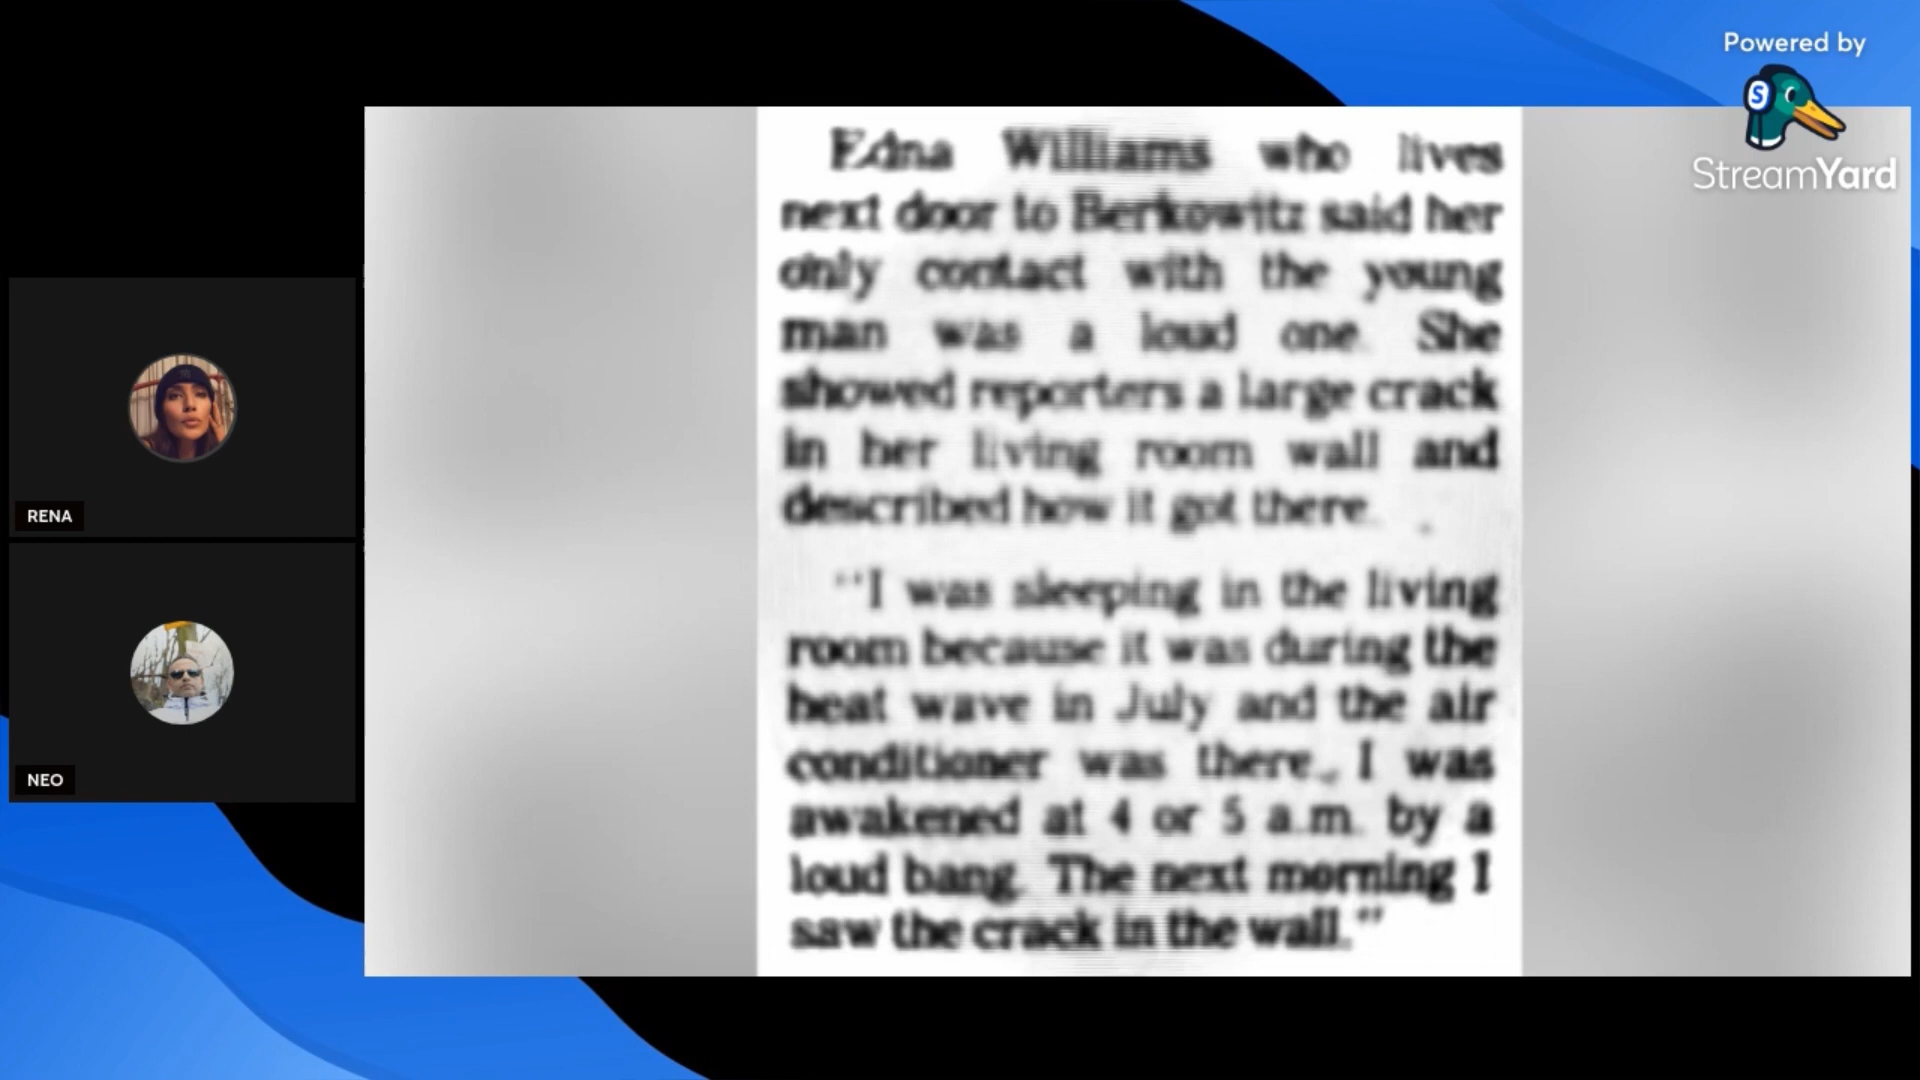 Powered by
StreamYard
Edna Williams who lives
next door to Berkowitz said her
only contact with the young
man was a loud one. She
showed reporters a large crack
in her living room wall and
described how it got there.
"I was sleeping in the living
room because it was during the
heat wave in July and the air
conditioner was there. I was
awakened at 4 or 5 a.m. by a
loud bang. The next morning I
saw the crack in the wall."
RENA
NEO